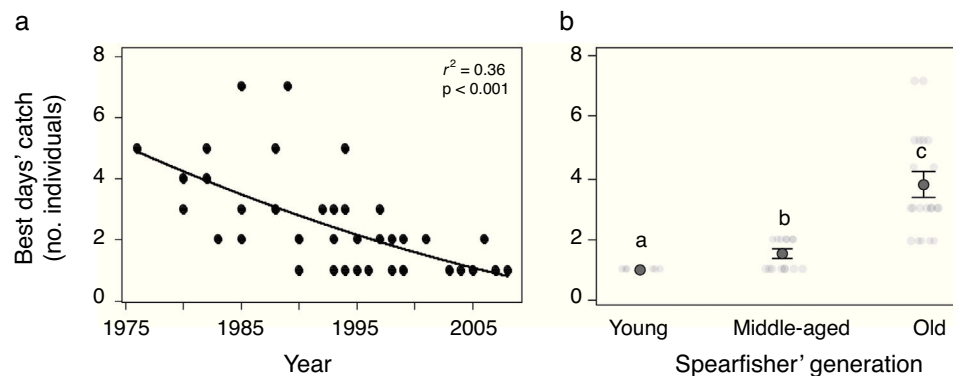 a
Best days' catch
(no. individuals)
8
6
4
2
0
r² = 0.36
p < 0.001
1975
1985
1995
2005
Year
b
8
6
4
2
0
a
b
c
Young
Middle-aged
Old
Spearfisher' generation